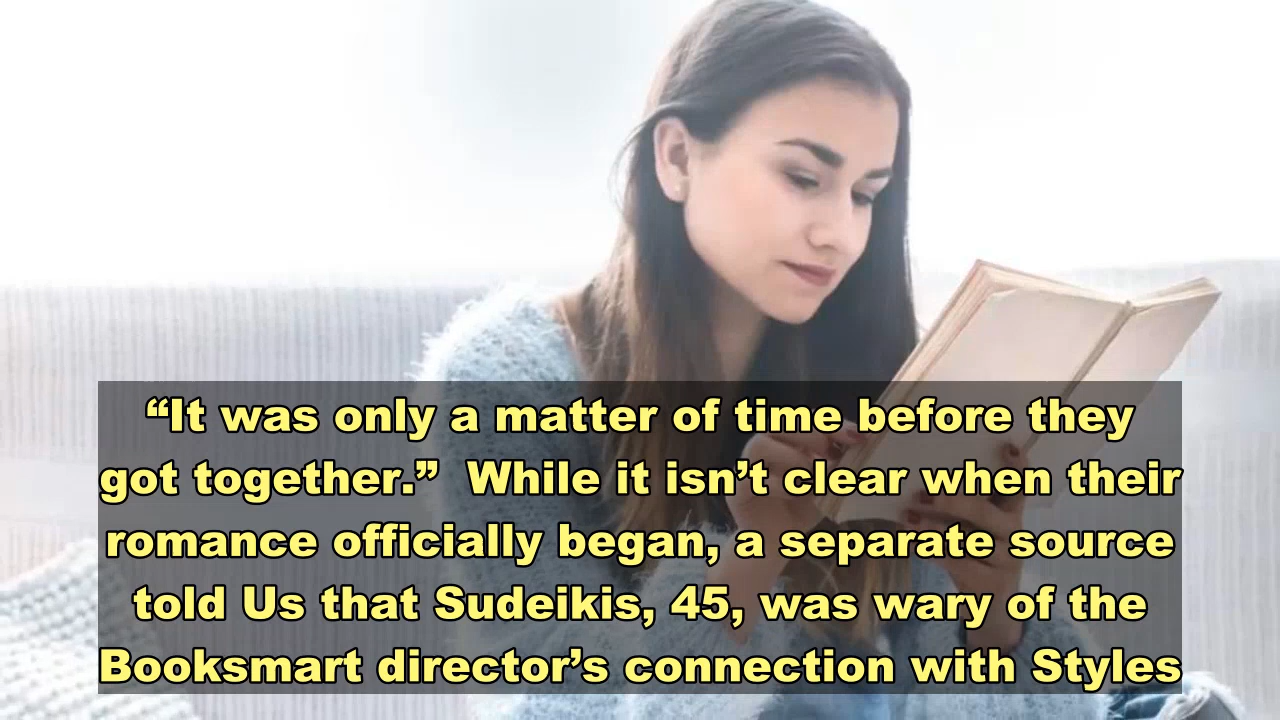 “It was only a matter of time before they
got together.”  While it isn’t clear when their
romance officially began, a separate source
told Us that Sudeikis, 45, was wary of the
Booksmart director’s connection with Styles